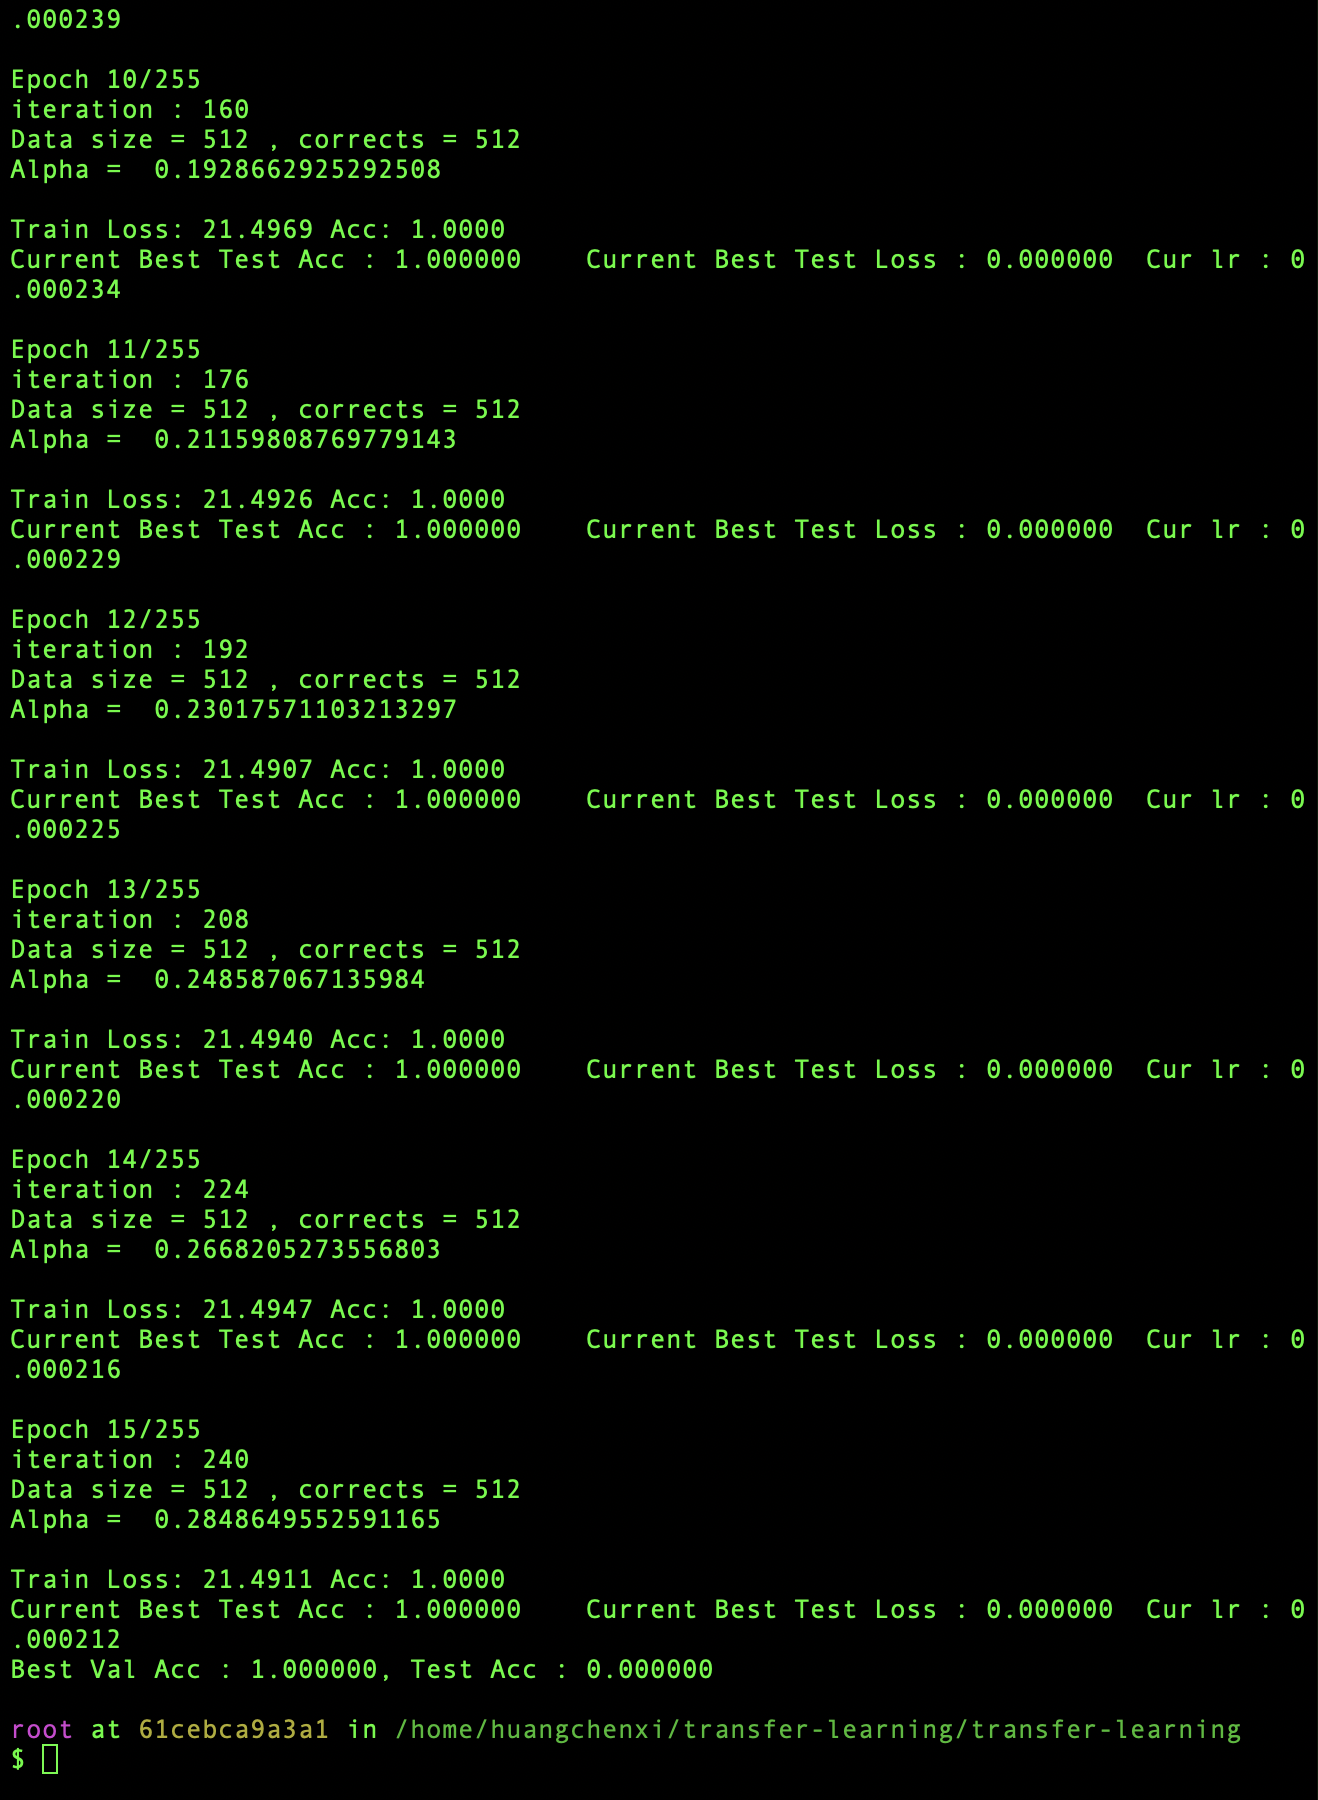 .000239
Epoch 10/255
iteration : 160
Data size = 512 , corrects = 512
Alpha =  0.1928662925292508
Train Loss: 21.4969 Acc: 1.0000
Current Best Test Acc : 1.000000    Current Best Test Loss : 0.000000  Cur lr : 0
.000234
Epoch 11/255
iteration : 176
Data size = 512 , corrects = 512
Alpha =  0.21159808769779143
Train Loss: 21.4926 Acc: 1.0000
Current Best Test Acc : 1.000000    Current Best Test Loss : 0.000000  Cur lr : 0
.000229
Epoch 12/255
iteration : 192
Data size = 512 , corrects = 512
Alpha =  0.23017571103213297
Train Loss: 21.4907 Acc: 1.0000
Current Best Test Acc : 1.000000    Current Best Test Loss : 0.000000  Cur lr : 0
.000225
Epoch 13/255
iteration : 208
Data size = 512 , corrects = 512
Alpha =  0.248587067135984
Train Loss: 21.4940 Acc: 1.0000
Current Best Test Acc : 1.000000    Current Best Test Loss : 0.000000  Cur lr : 0
.000220
Epoch 14/255
iteration : 224
Data size = 512 , corrects = 512
Alpha =  0.2668205273556803
Train Loss: 21.4947 Acc: 1.0000
Current Best Test Acc : 1.000000    Current Best Test Loss : 0.000000  Cur lr : 0
.000216
Epoch 15/255
iteration : 240
Data size = 512 , corrects = 512
Alpha =  0.2848649552591165
Train Loss: 21.4911 Acc: 1.0000
Current Best Test Acc : 1.000000    Current Best Test Loss : 0.000000  Cur lr : 0
.000212
Best Val Acc : 1.000000, Test Acc : 0.000000
root at 61cebca9a3a1 in /home/huangchenxi/transfer-learning/transfer-learning
$